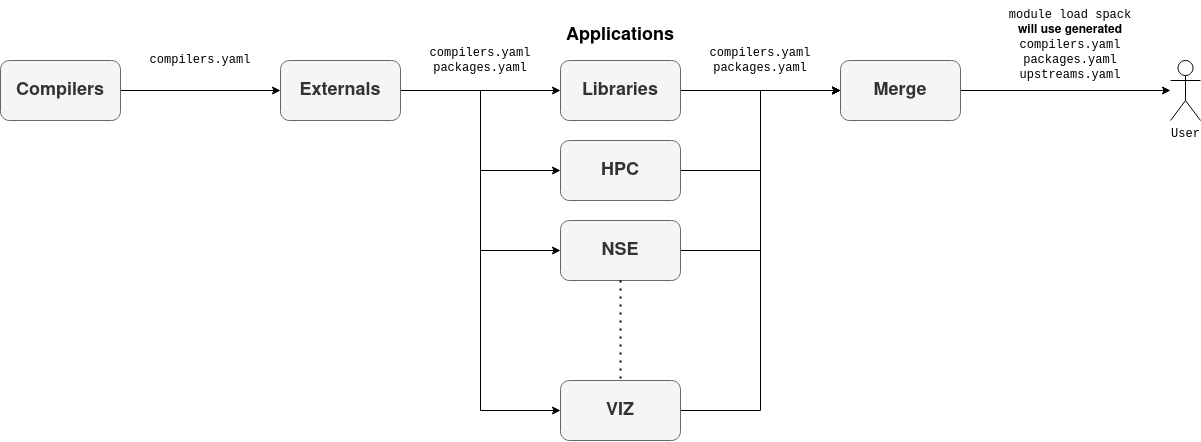 module load spack
will use generated
compilers.yaml
packages.yaml
upstreams.yaml
Applications
compilers.yaml
compilers.yaml
packages.yaml
compilers.yaml
packages.yaml
Compilers
Externals
Libraries
Merge
User
HPC
NSE
VIZ